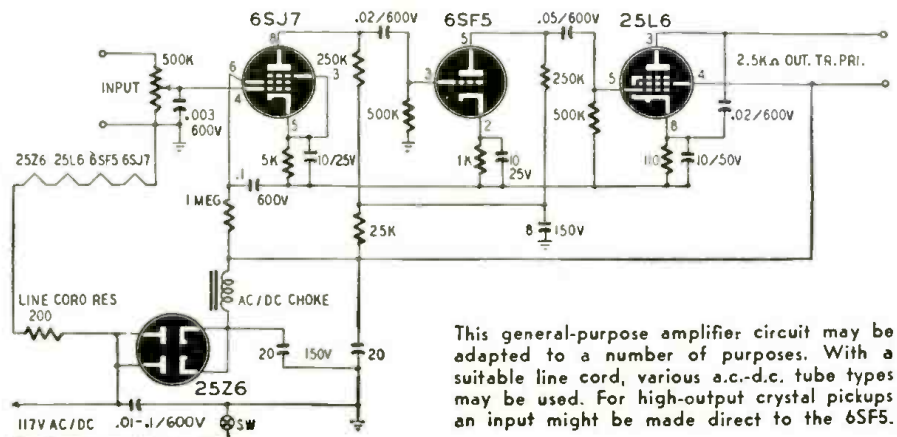 6SJ7
.02/600V
6SF5
.05/600V
25L6
8
5
3
500K
250K
3
250K
2.5KΩ OUT. TR. PRI.
6
3
5
4
INPUT
4
500K
500K
.003
600V
.02/600V
5
2
8
25Z6 25L6 6SF5 6SJ7
5K
10/25V
1K
10
25V
110
10/50V
.1
600V
1 MEG
25K
8
150V
LINE CORD RES
200
AC/DC CHOKE
20
150V
20
25Z6
117V AC/DC
.01-.1/600V
SW
This general-purpose amplifier circuit may be
adapted to a number of purposes. With a
suitable line cord, various a.c.-d.c. tube types
may be used. For high-output crystal pickups
an input might be made direct to the 6SF5.